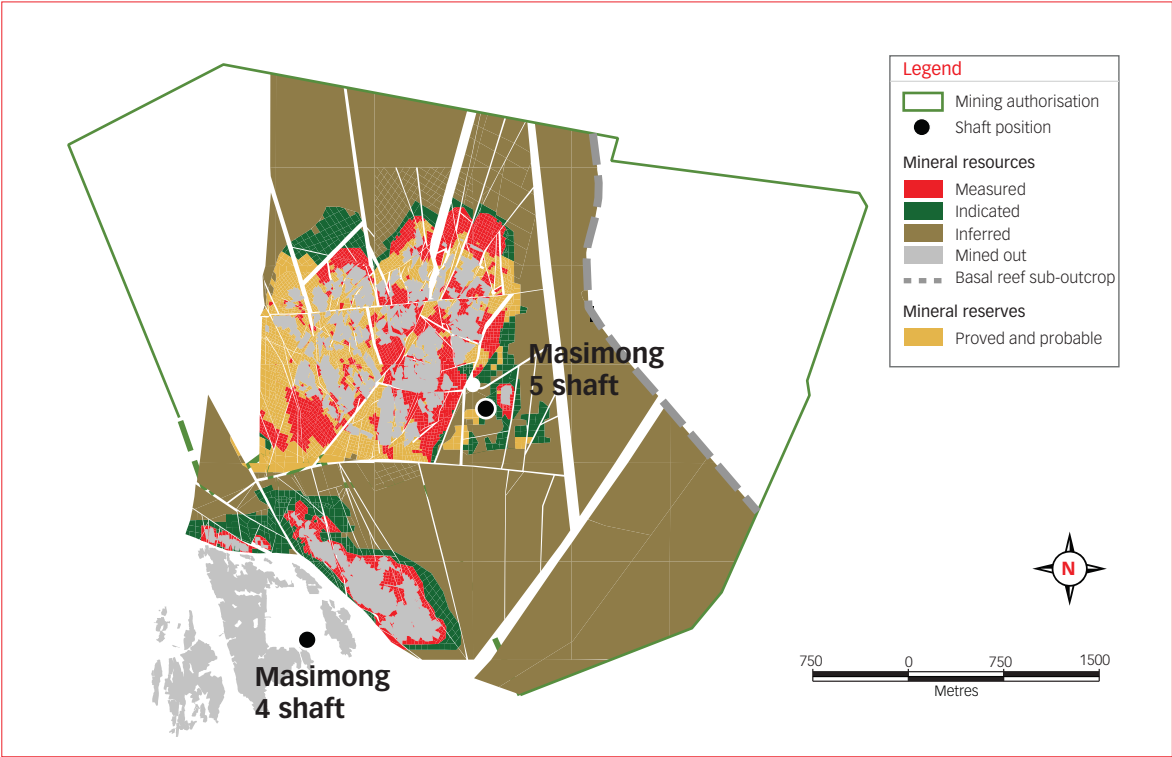 Legend
Mining authorisation
Shaft position
Mineral resources
Measured
Indicated
Inferred
Mined out
Basal reef sub-outcrop
Mineral reserves
Proved and probable
Masimong
5 shaft
Masimong
4 shaft
N
750 0 750 1500
Metres